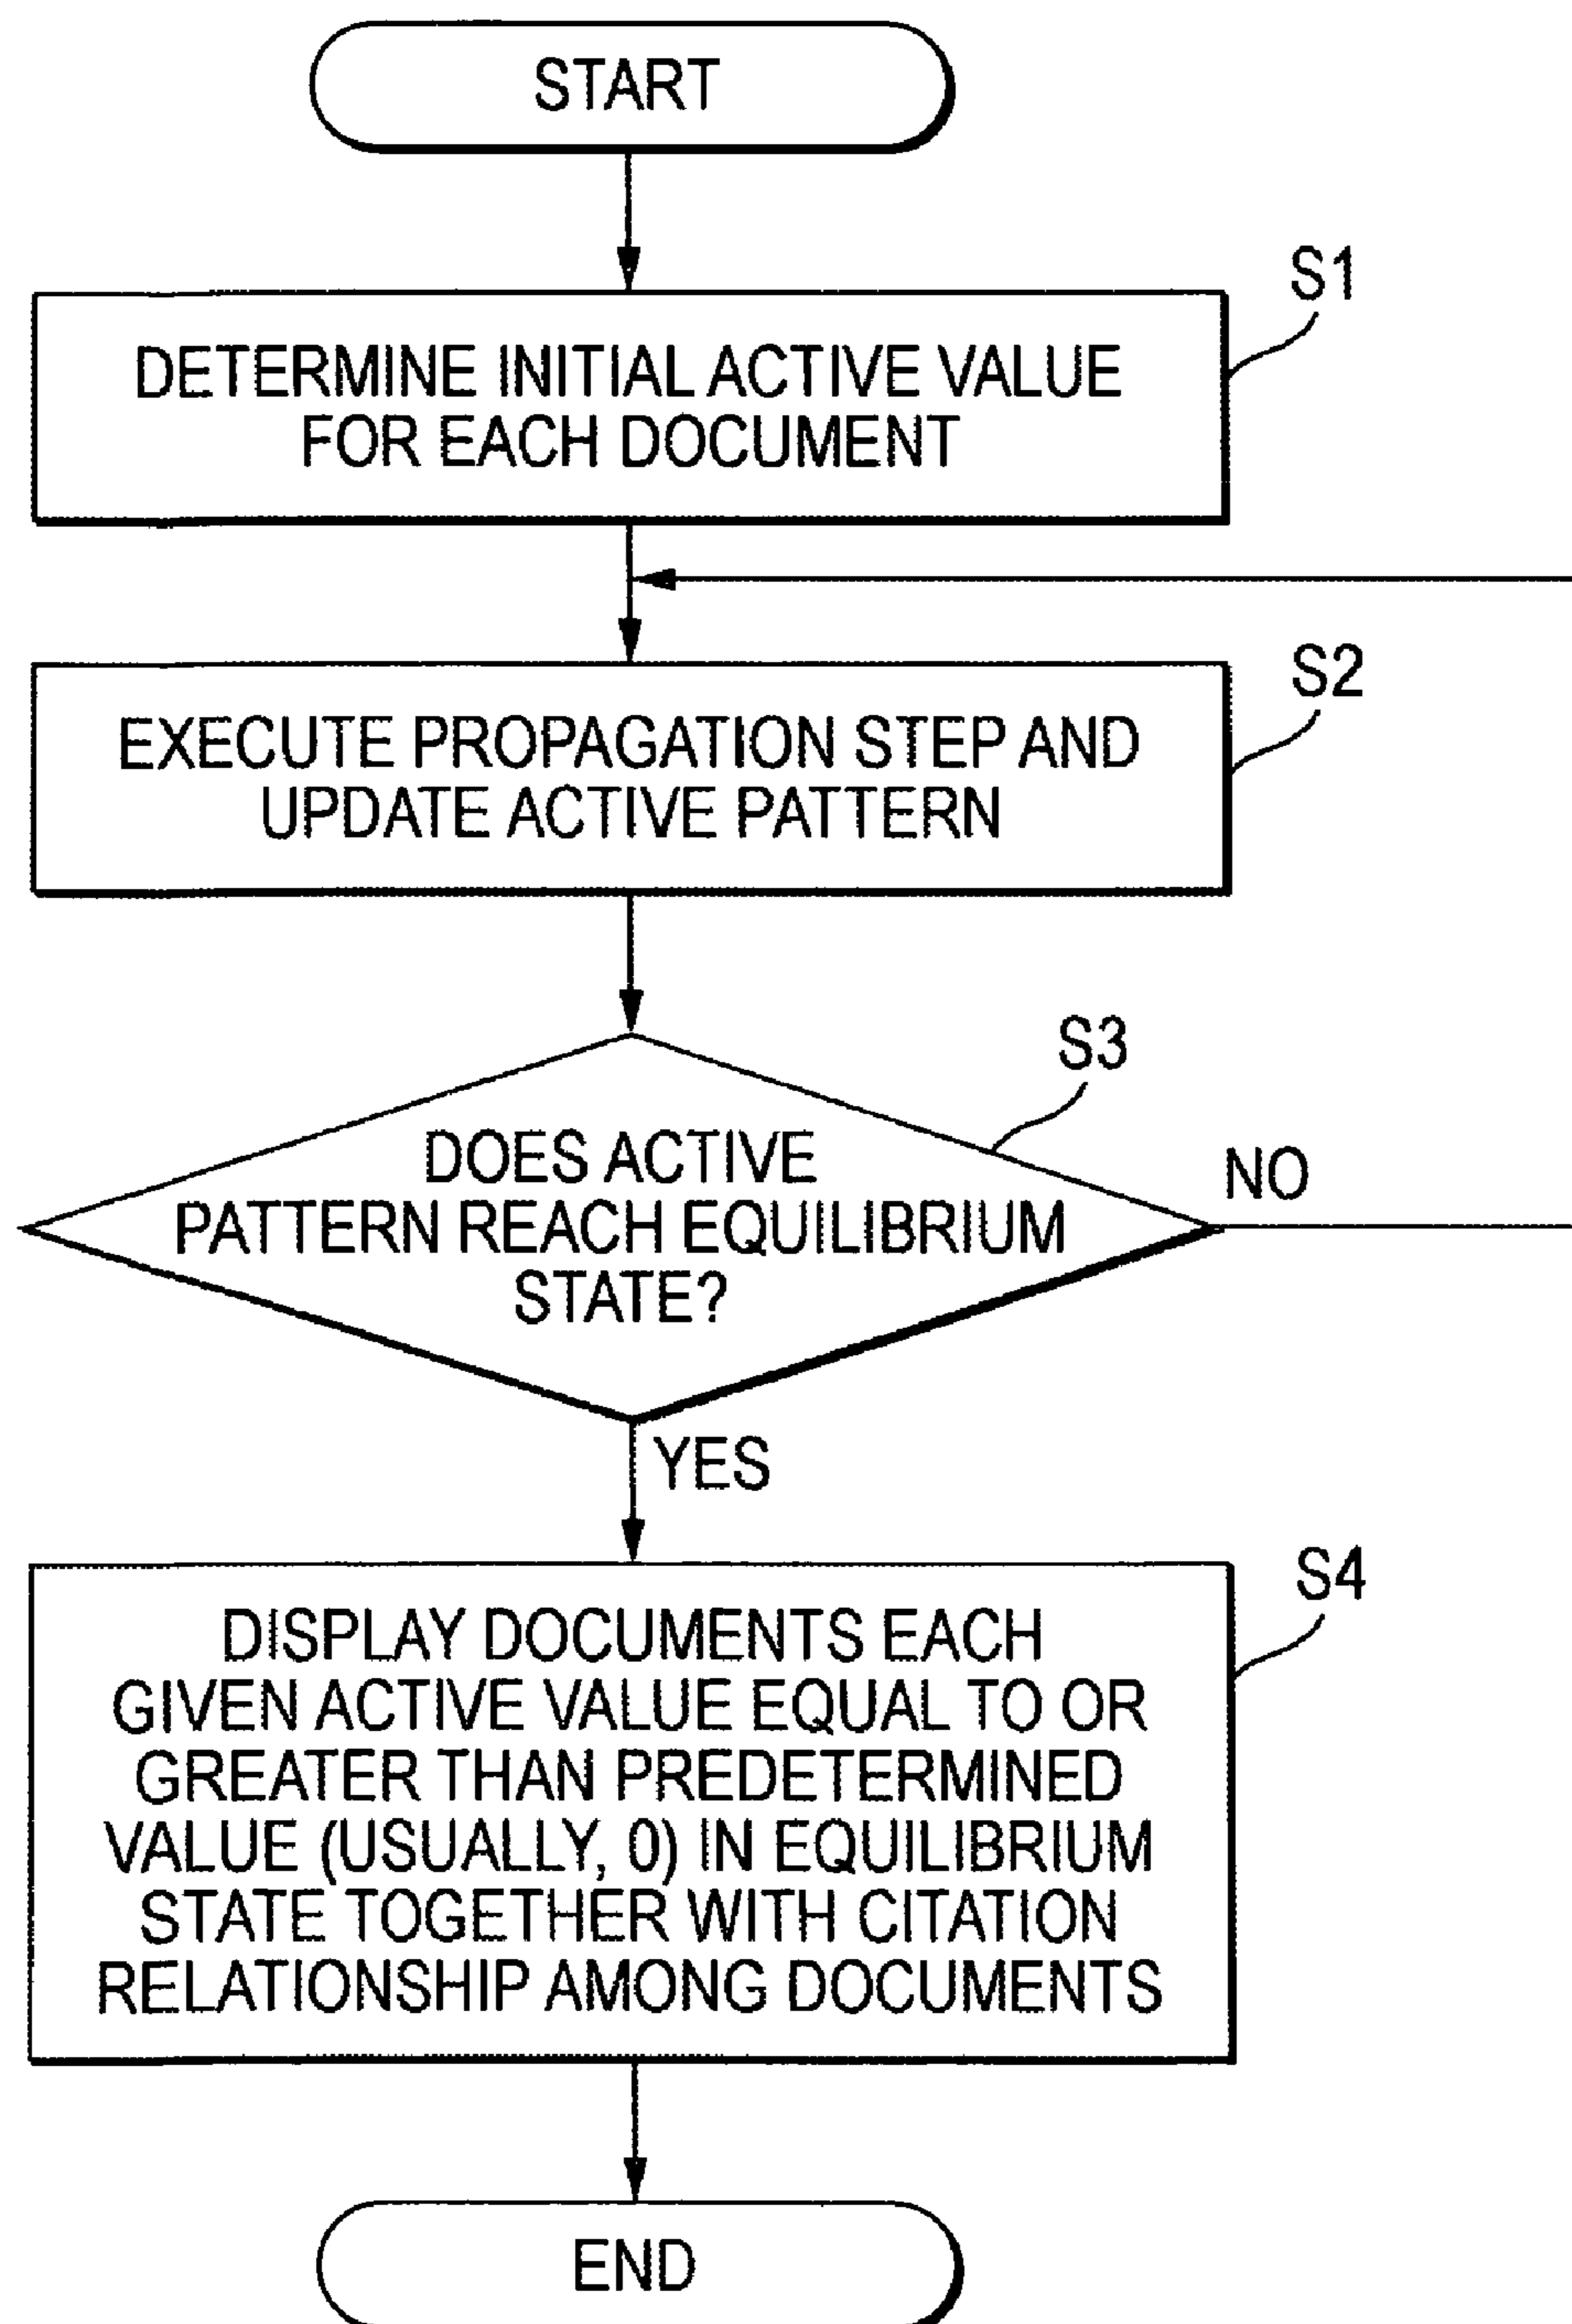 START
S1
DETERMINE INITIAL ACTIVE VALUE
FOR EACH DOCUMENT
S2
EXECUTE PROPAGATION STEP AND
UPDATE ACTIVE PATTERN
S3
DOES ACTIVE
PATTERN REACH EQUILIBRIUM
STATE?
NO
YES
S4
DISPLAY DOCUMENTS EACH
GIVEN ACTIVE VALUE EQUAL TO OR
GREATER THAN PREDETERMINED
VALUE (USUALLY, 0) IN EQUILIBRIUM
STATE TOGETHER WITH CITATION
RELATIONSHIP AMONG DOCUMENTS
END